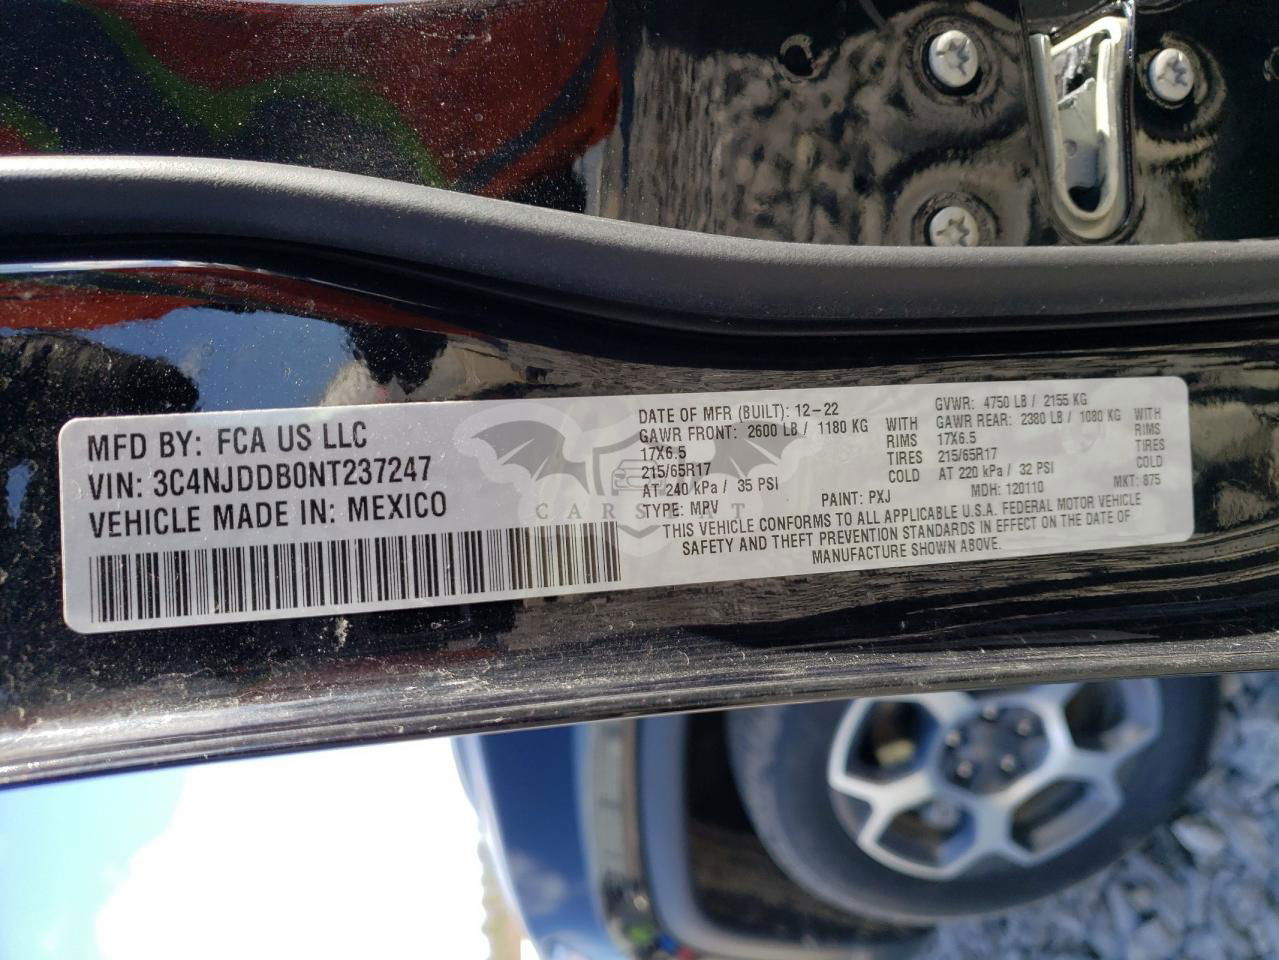 MFD BY: FCA US LLC
VIN: 3C4NJDDB0NT237247
VEHICLE MADE IN: MEXICO
DATE OF MFR (BUILT): 12-22
GAWR FRONT: 2600 LB / 1180 KG WITH
17X6.5 RIMS
215/65R17 TIRES
AT 240 kPa / 35 PSI COLD
GVWR: 4750 LB / 2155 KG
GAWR REAR: 2380 LB / 1080 KG WITH
17X6.5 RIMS
215/65R17 TIRES
AT 220 kPa / 32 PSI COLD
TYPE: MPV PAINT: PXJ MDH: 120110 MKT: 875
THIS VEHICLE CONFORMS TO ALL APPLICABLE U.S.A. FEDERAL MOTOR VEHICLE
SAFETY AND THEFT PREVENTION STANDARDS IN EFFECT ON THE DATE OF
MANUFACTURE SHOWN ABOVE.